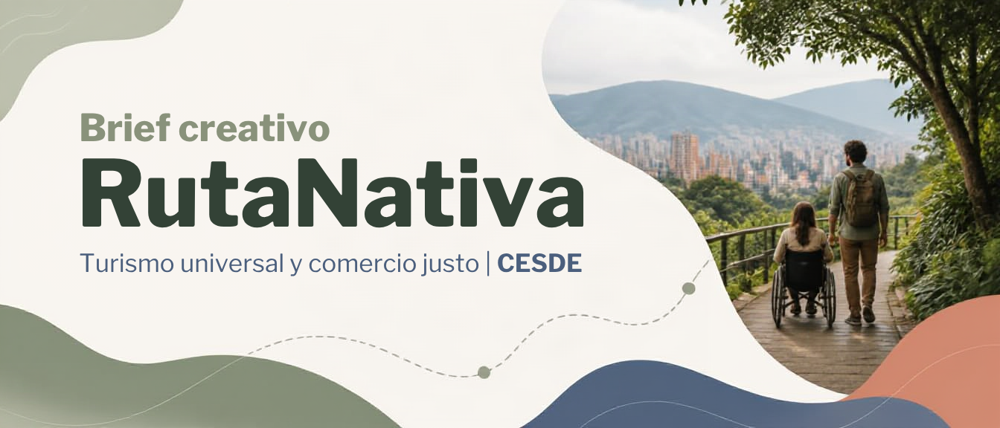 Brief creativo
RutaNativa
Turismo universal y comercio justo | CESDE